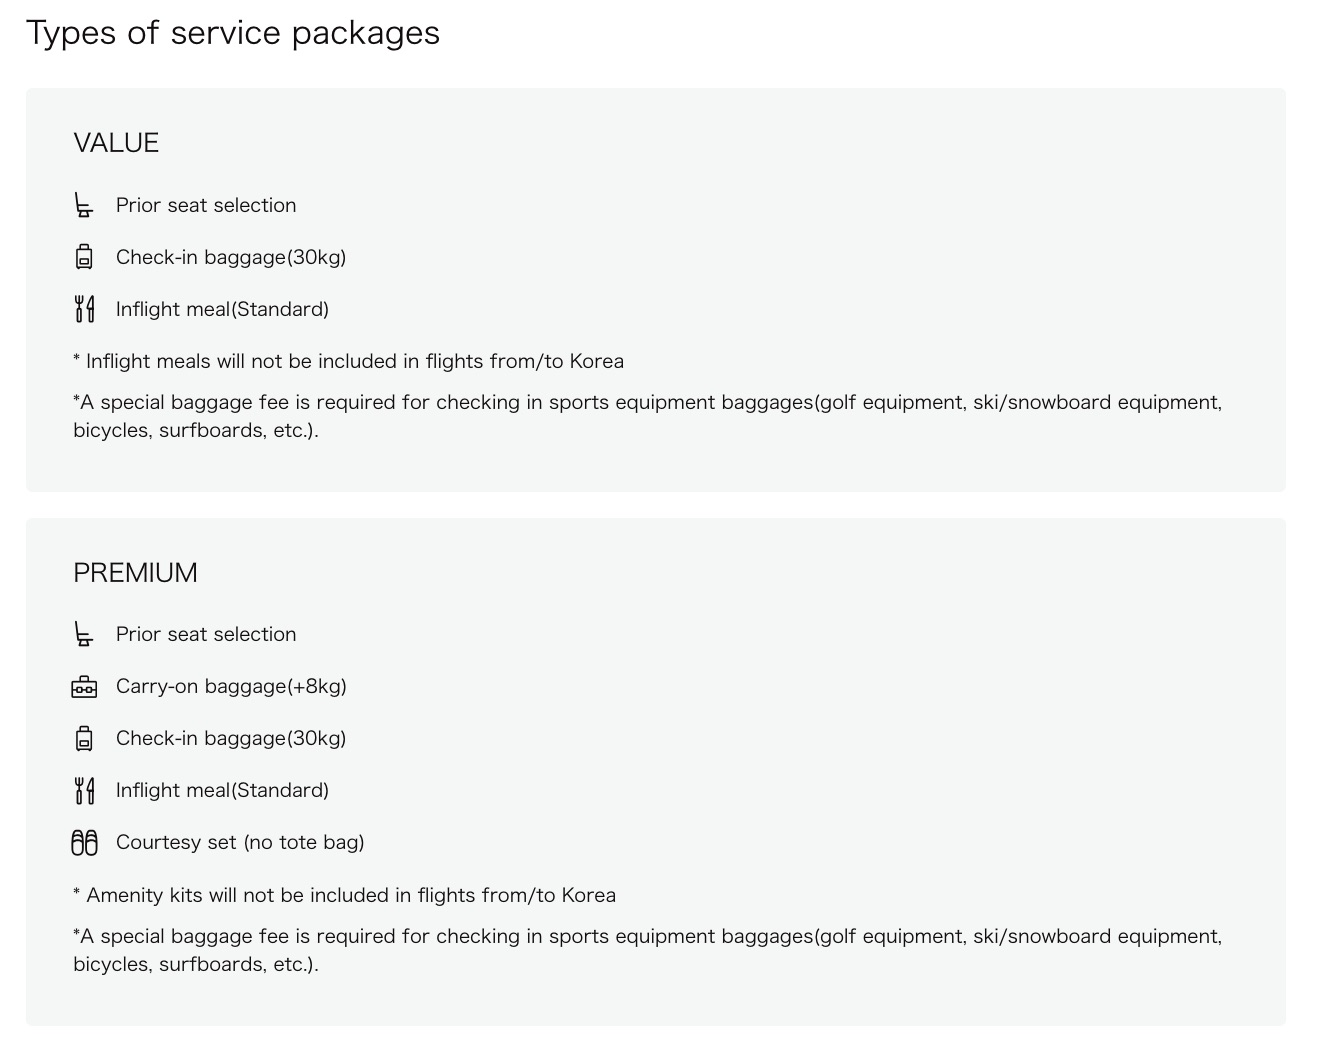 Types of service packages
VALUE
Prior seat selection
Check-in baggage(30kg)
Inflight meal(Standard)
* Inflight meals will not be included in flights from/to Korea
*A special baggage fee is required for checking in sports equipment baggages(golf equipment, ski/snowboard equipment,
bicycles, surfboards, etc.).
PREMIUM
Prior seat selection
Carry-on baggage(+8kg)
Check-in baggage(30kg)
Inflight meal(Standard)
Courtesy set (no tote bag)
* Amenity kits will not be included in flights from/to Korea
*A special baggage fee is required for checking in sports equipment baggages(golf equipment, ski/snowboard equipment,
bicycles, surfboards, etc.).